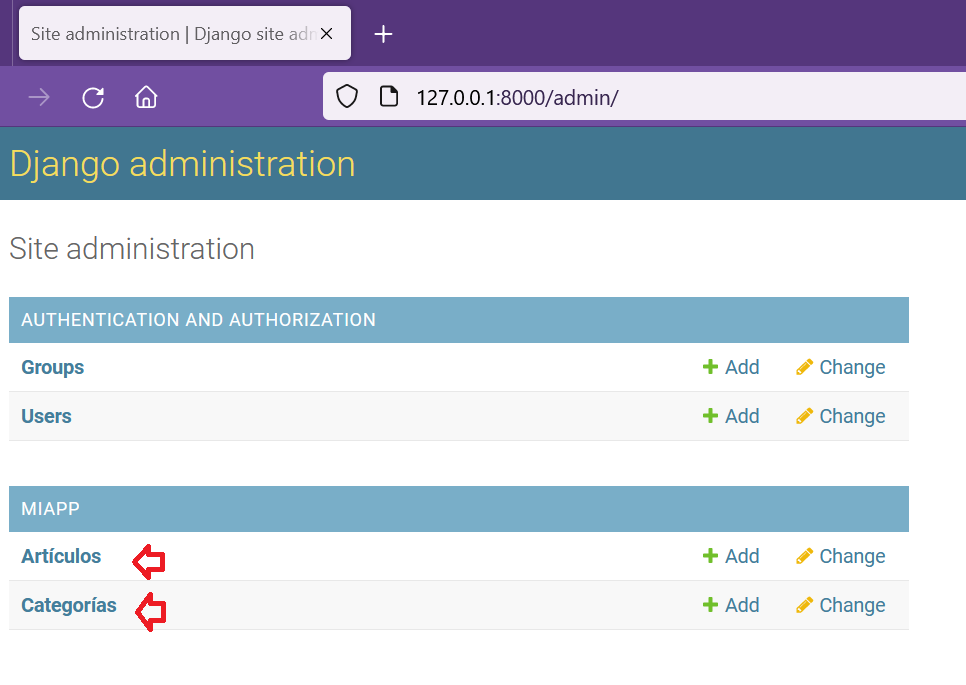 Site administration | Django site adm
127.0.0.1:8000/admin/
Django administration
Site administration
AUTHENTICATION AND AUTHORIZATION
Groups Add Change
Users Add Change
MIAPP
Artículos Add Change
Categorías Add Change